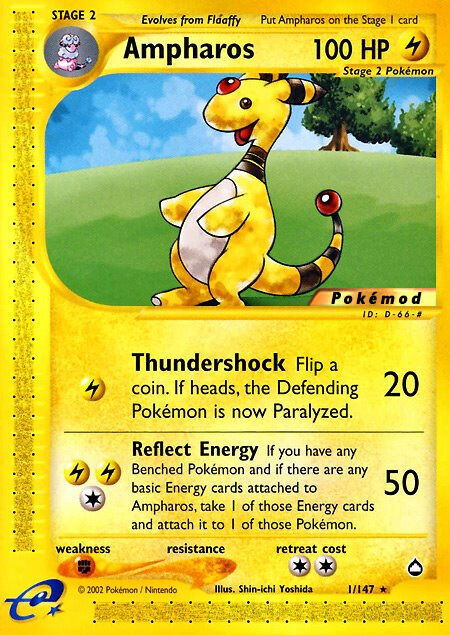 STAGE 2
Evolves from Flaaffy
Put Ampharos on the Stage 1 card
Ampharos
100 HP
Stage 2 Pokémon
Pokémod
ID: D-66-#
Thundershock Flip a
coin. If heads, the Defending
Pokémon is now Paralyzed.
20
Reflect Energy If you have any
Benched Pokémon and if there are any
basic Energy cards attached to
Ampharos, take 1 of those Energy cards
and attach it to 1 of those Pokémon.
50
weakness
resistance
retreat cost
© 2002 Pokémon / Nintendo
Illus. Shin-ichi Yoshida
1/147 ★
e